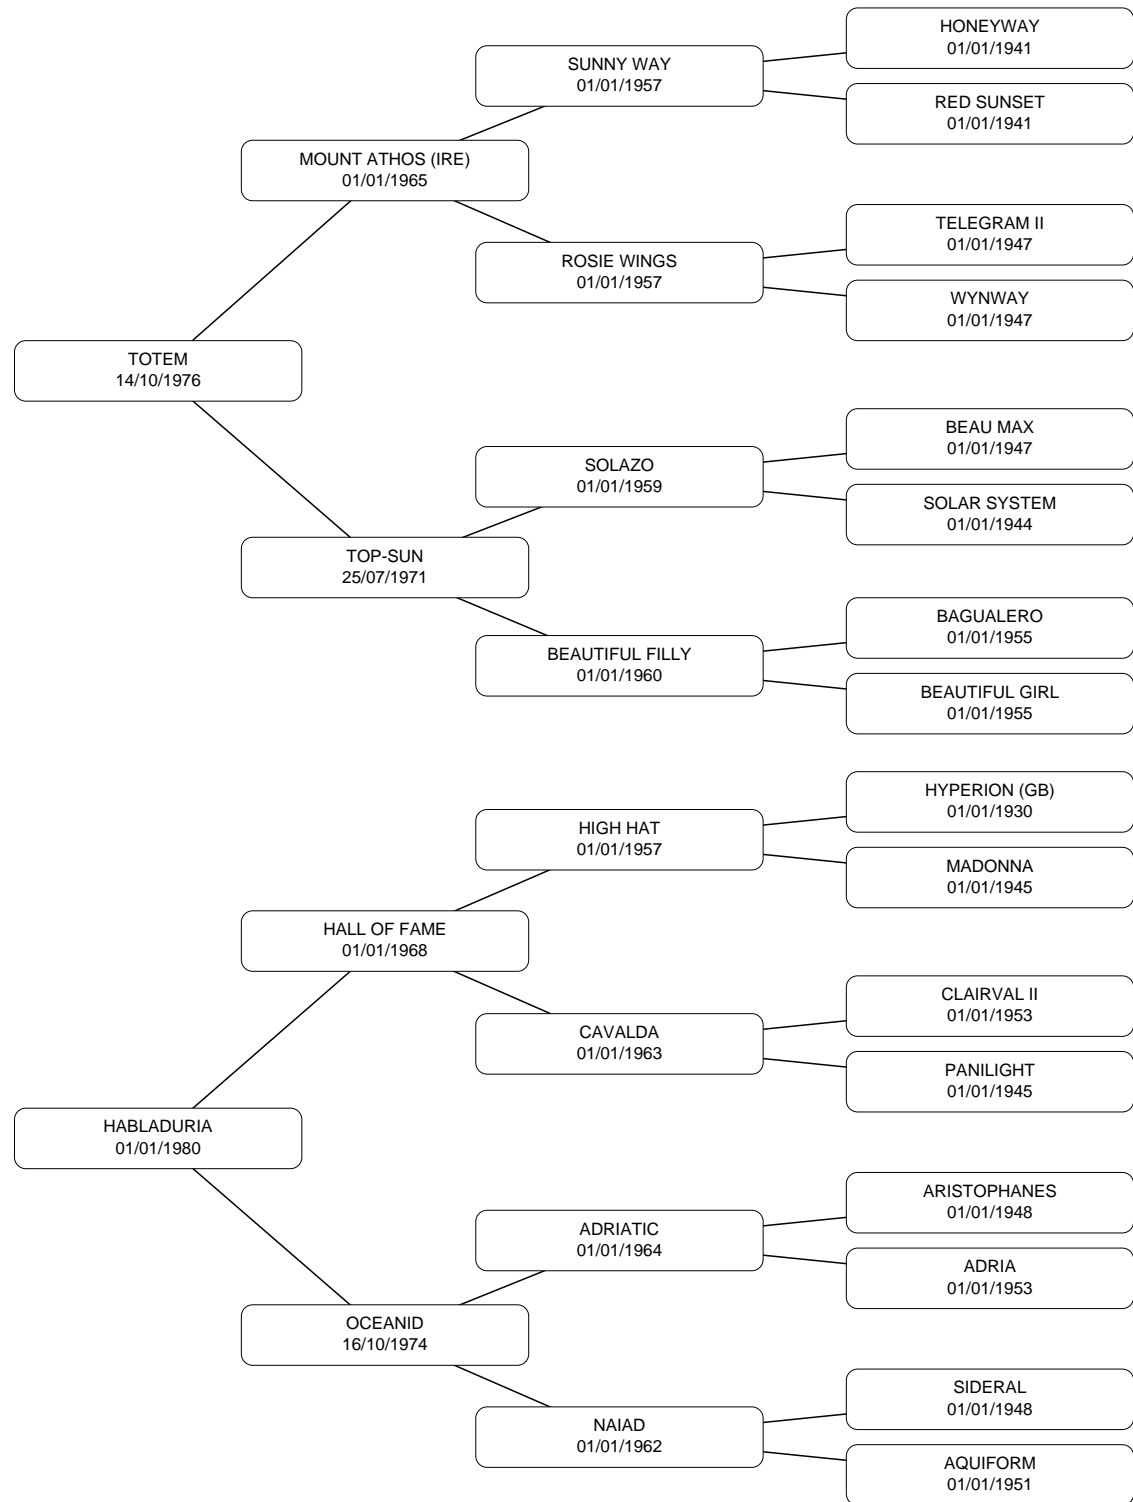 HONEYWAY
01/01/1941
SUNNY WAY
01/01/1957
RED SUNSET
01/01/1941
MOUNT ATHOS (IRE)
01/01/1965
TELEGRAM II
01/01/1947
ROSIE WINGS
01/01/1957
WYNWAY
01/01/1947
TOTEM
14/10/1976
BEAU MAX
01/01/1947
SOLAZO
01/01/1959
SOLAR SYSTEM
01/01/1944
TOP-SUN
25/07/1971
BAGUALERO
01/01/1955
BEAUTIFUL FILLY
01/01/1960
BEAUTIFUL GIRL
01/01/1955
HYPERION (GB)
01/01/1930
HIGH HAT
01/01/1957
MADONNA
01/01/1945
HALL OF FAME
01/01/1968
CLAIRVAL II
01/01/1953
CAVALDA
01/01/1963
PANILIGHT
01/01/1945
HABLADURIA
01/01/1980
ARISTOPHANES
01/01/1948
ADRIATIC
01/01/1964
ADRIA
01/01/1953
OCEANID
16/10/1974
SIDERAL
01/01/1948
NAIAD
01/01/1962
AQUIFORM
01/01/1951